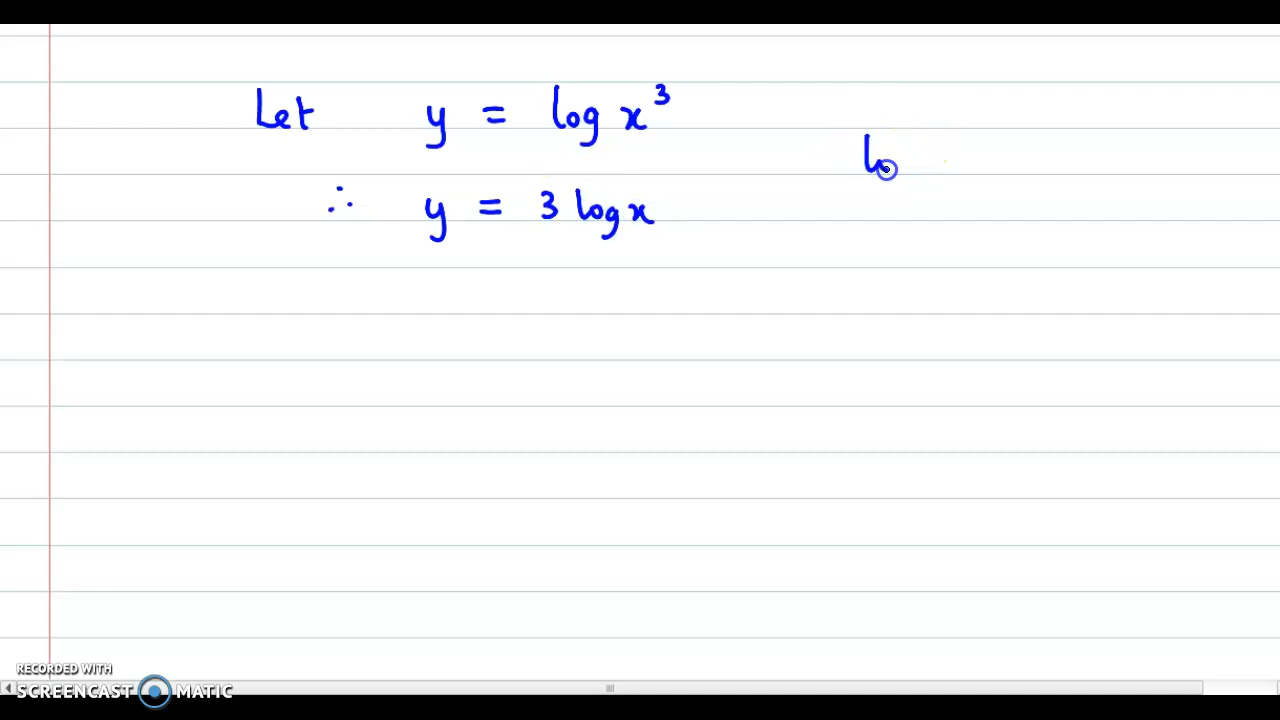 Let y = log x³
∴ y = 3 log x
RECORDED WITH
SCREENCAST MATIC